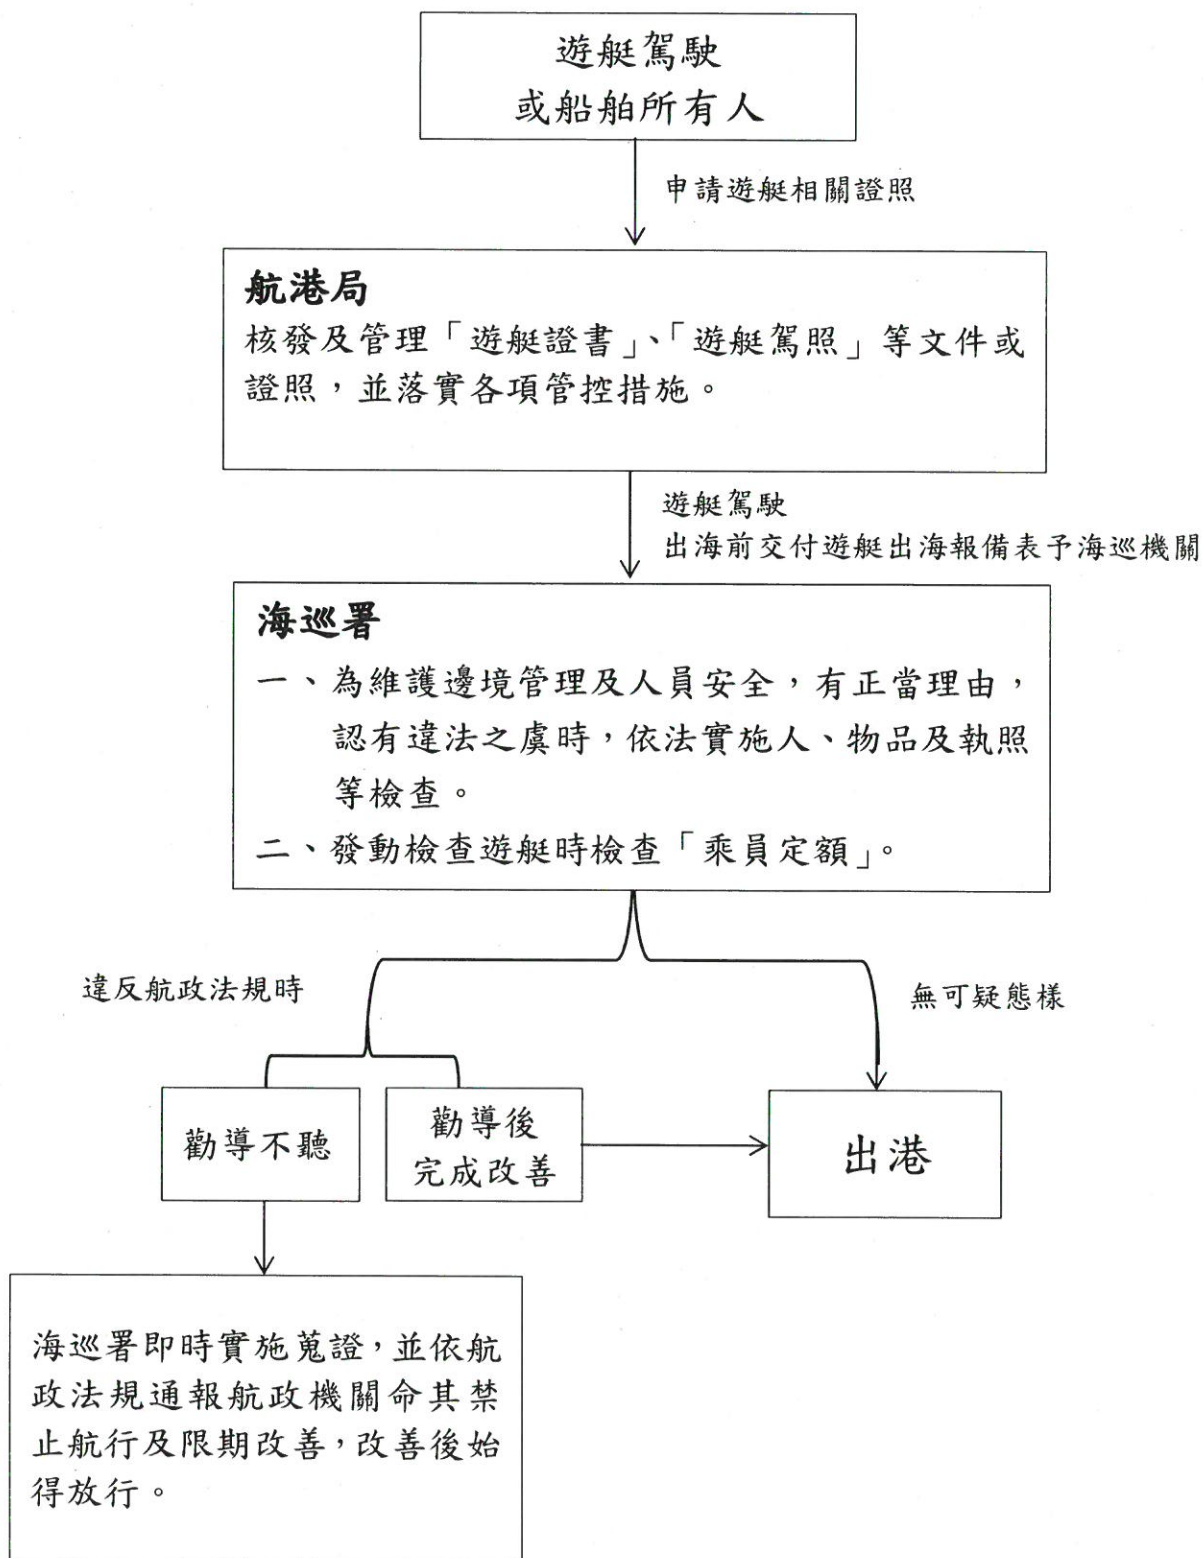 遊艇駕駛
或船舶所有人
申請遊艇相關證照
航港局
核發及管理「遊艇證書」、「遊艇駕照」等文件或
證照，並落實各項管控措施。
遊艇駕駛
出海前交付遊艇出海報備表予海巡機關
海巡署
一、為維護邊境管理及人員安全，有正當理由，
認有違法之虞時，依法實施人、物品及執照
等檢查。
二、發動檢查遊艇時檢查「乘員定額」。
違反航政法規時
無可疑態樣
勸導不聽
勸導後
完成改善
出港
海巡署即時實施蒐證，並依航
政法規通報航政機關命其禁
止航行及限期改善，改善後始
得放行。